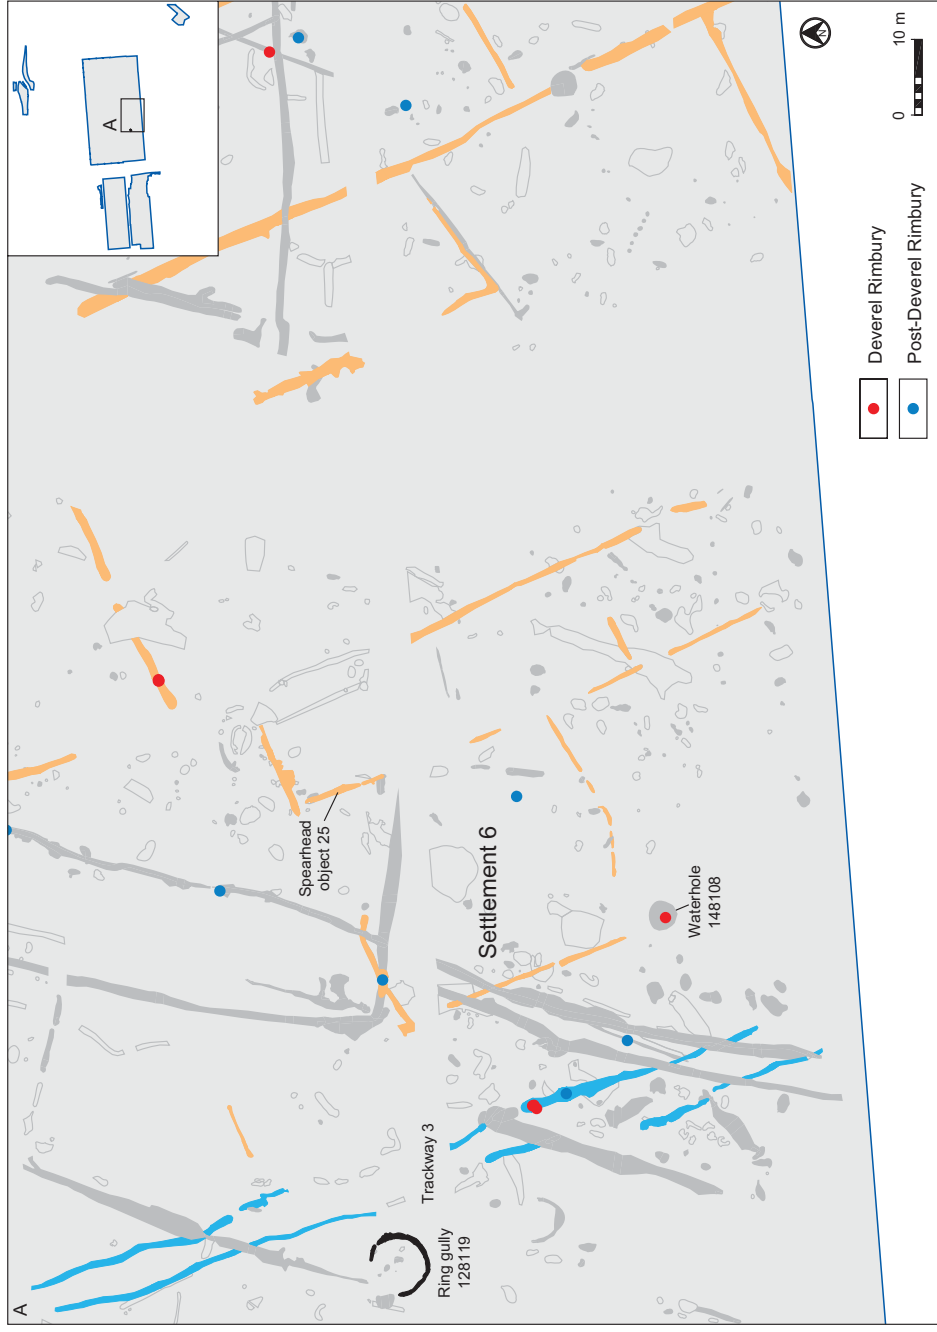 A
A
Spearhead
object 25
Settlement 6
Waterhole
148108
Trackway 3
Ring gully
128119
N
0
10 m
Deverel Rimbury
Post-Deverel Rimbury